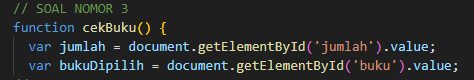 // SOAL NOMOR 3
function cekBuku() {
var jumlah = document.getElementById('jumlah').value;
var bukuDipilih = document.getElementById('buku').value;